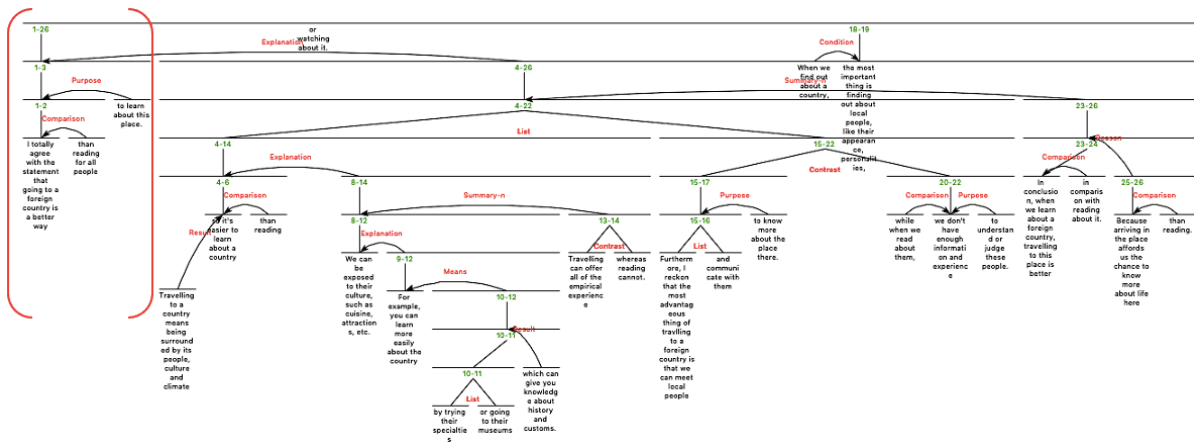 1-26
or
watching
about it.
18-19
Explanation
Condition
1-3
4-26
When we
find out
about a
country,
the most
important
thing is
finding
out about
local
people,
like their
appearan
ce,
personalit
ies,
Purpose
Summary-n
1-2
to learn
about this
place.
4-22
23-26
Comparison
List
Reason
I totally
agree
with the
statement
that
going to a
foreign
country is
a better
way
than
reading
for all
people
4-14
15-22
23-24
Explanation
Contrast
Comparison
4-6
8-14
15-17
20-22
In
conclusio
n, when we
learn
about a
foreign
country,
travelling
to this
place is
better
in
comparis
on with
reading
about it.
25-26
Comparison
Summary-n
Purpose
Comparison
Purpose
Comparison
Result
so it's
easier to
learn
about a
country
than
reading
8-12
13-14
15-16
to know
more
about the
place
there.
while
when we
read
about
them,
we don't
have
enough
informati
on and
experienc
e
to
understan
d or
judge
these
people.
Because
arriving in
the place
affords
us the
chance to
know
more
about life
here
than
reading.
Explanation
Contrast
List
We can
be
exposed
to their
culture,
such as
cuisine,
attraction
s, etc.
9-12
Travelling
can offer
all of the
empirical
experienc
e
whereas
reading
cannot.
Furtherm
ore, I
reckon
that the
most
advantag
eous
thing of
travlling
to a
foreign
country is
that we
can meet
local
people
and
communi
cate with
them
Means
Travelling
to a
country
means
being
surround
ed by its
people,
culture
and
climate
For
example,
you can
learn
more
easily
about the
country
10-12
Result
10-11
10-11
which can
give you
knowledg
e about
history
and
customs.
List
by trying
their
specialtie
s
or going
to their
museums